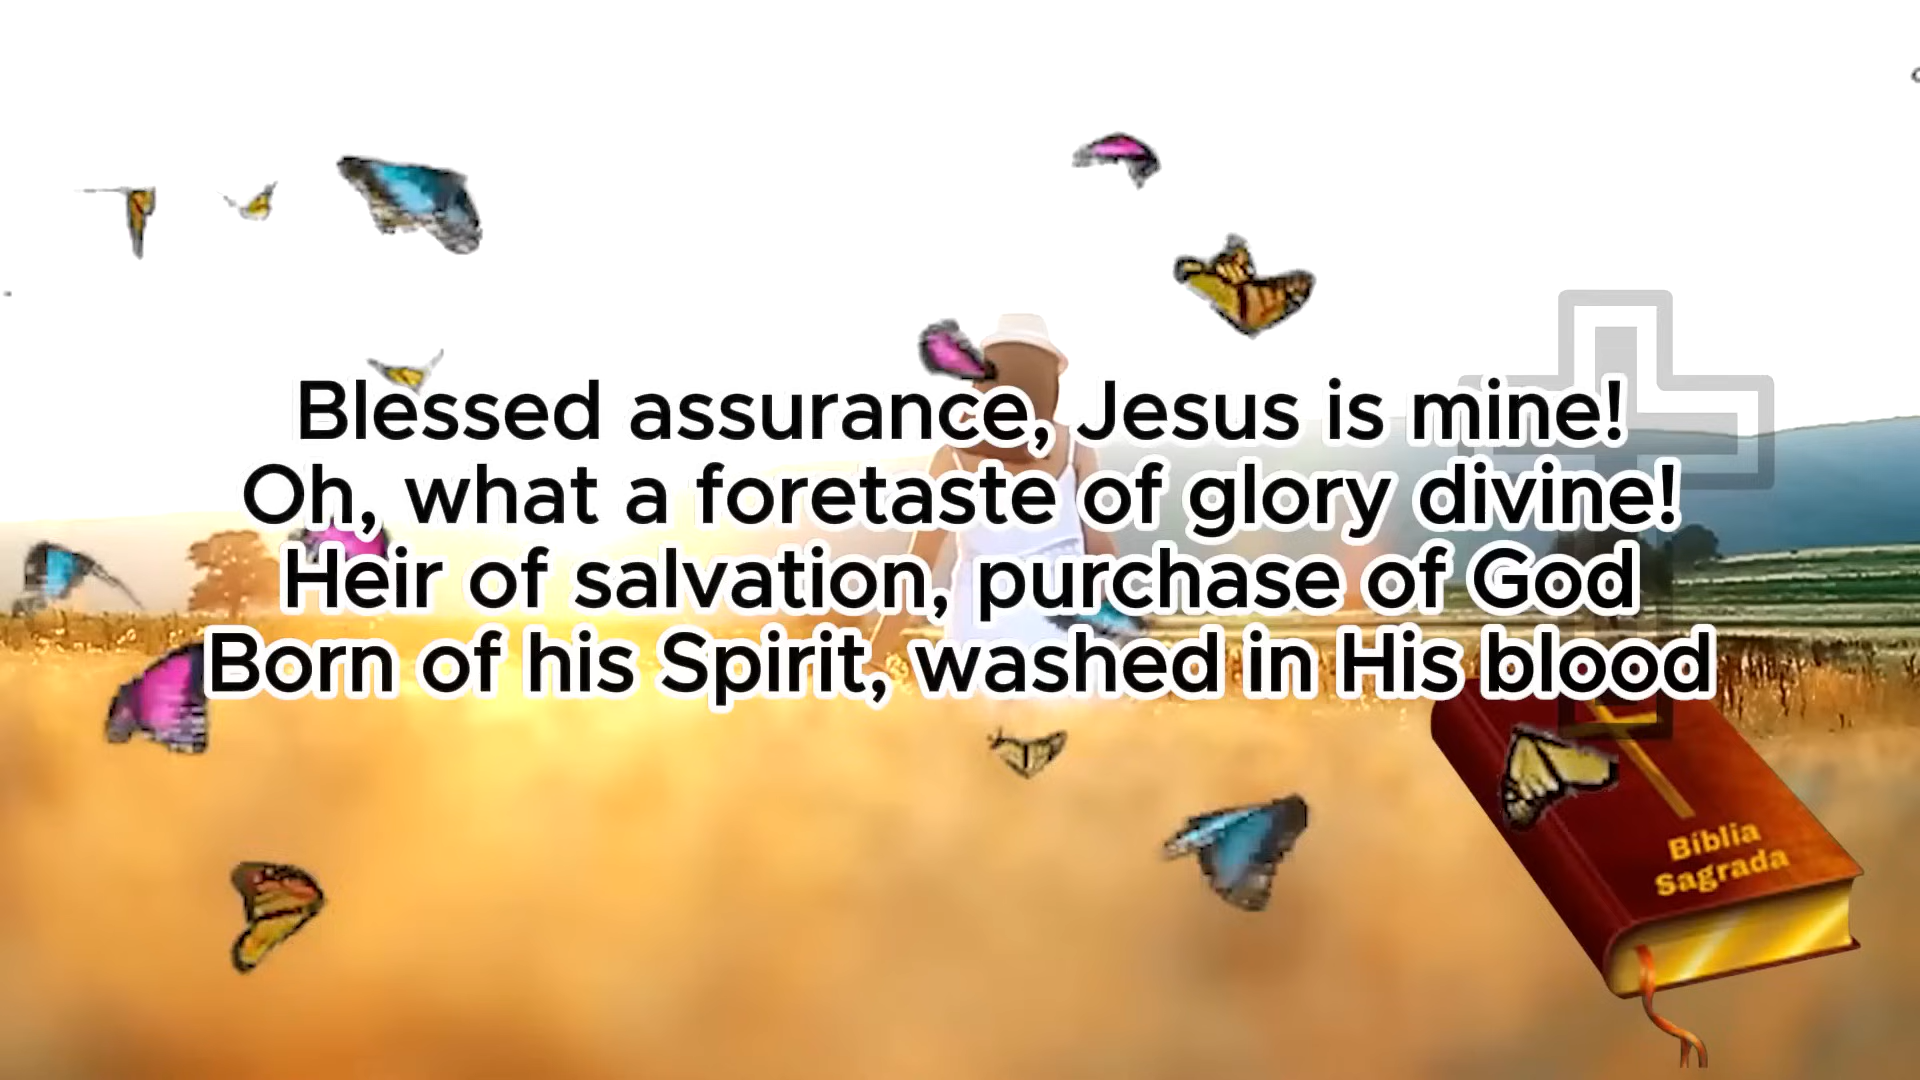 Blessed assurance, Jesus is mine!
Oh, what a foretaste of glory divine!
Heir of salvation, purchase of God
Born of his Spirit, washed in His blood
Bíblia
Sagrada